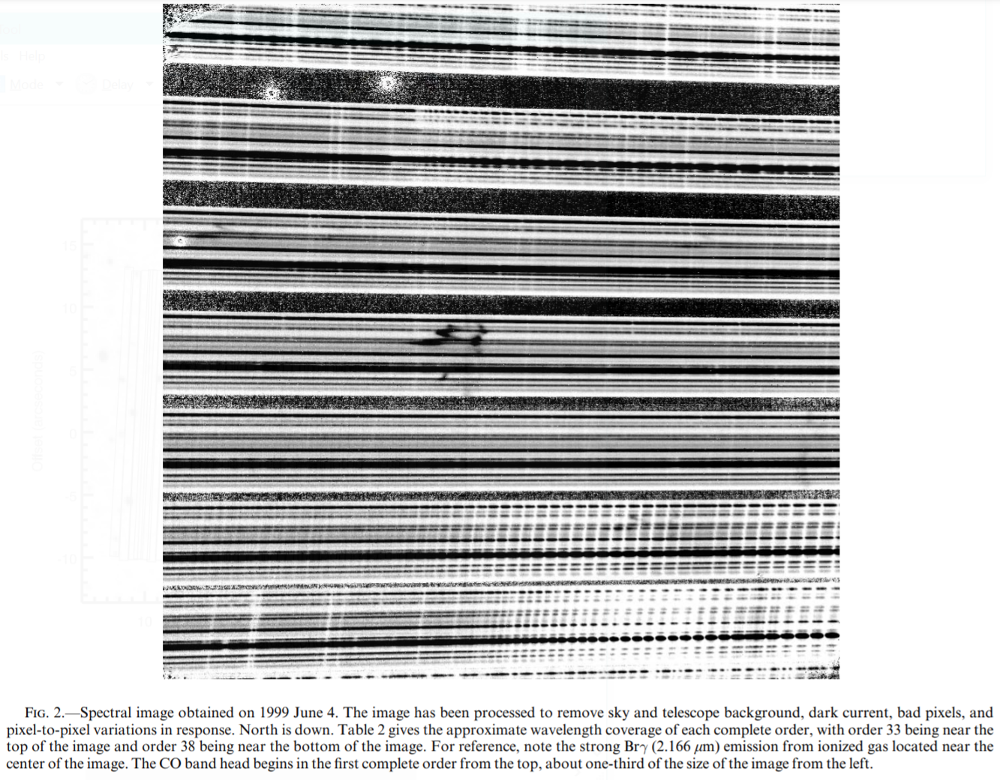 ls Help
Mode Delay
15
10
5
0
-5
-10
10
Offset (arcseconds)
FIG. 2.—Spectral image obtained on 1999 June 4. The image has been processed to remove sky and telescope background, dark current, bad pixels, and
pixel-to-pixel variations in response. North is down. Table 2 gives the approximate wavelength coverage of each complete order, with order 33 being near the
top of the image and order 38 being near the bottom of the image. For reference, note the strong Brγ (2.166 μm) emission from ionized gas located near the
center of the image. The CO band head begins in the first complete order from the top, about one-third of the size of the image from the left.